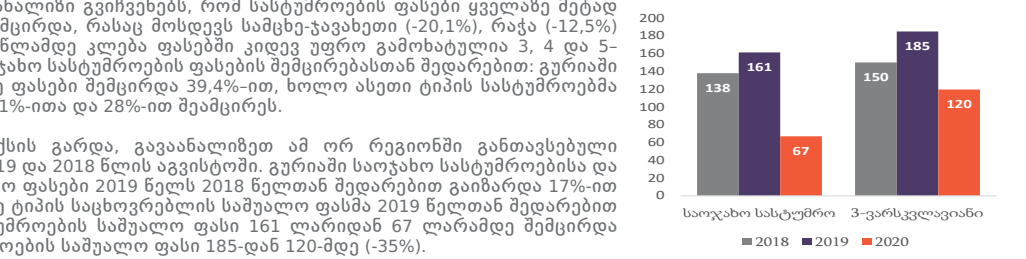 ანალიზი გვიჩვენებს, რომ სასტუმროების ფასები ყველაზე მეტად
მცირდა, რასაც მოსდევს სამცხე-ჯავახეთი (-20,1%), რაჭა (-12,5%)
წლამდე კლება ფასებში კიდევ უფრო გამოხატულია 3, 4 და 5–
ჯახო სასტუმროების ფასების შემცირებასთან შედარებით: გურიაში
ე ფასები შემცირდა 39,4%–ით, ხოლო ასეთი ტიპის სასტუმროებმა
1%-ითა და 28%-ით შეამცირეს.
ქსის გარდა, გავაანალიზეთ ამ ორ რეგიონში განთავსებული
19 და 2018 წლის აგვისტოში. გურიაში საოჯახო სასტუმროებისა და
ო ფასები 2019 წელს 2018 წელთან შედარებით გაიზარდა 17%-ით
ე ტიპის საცხოვრებლის საშუალო ფასმა 2019 წელთან შედარებით
უმროების საშუალო ფასი 161 ლარიდან 67 ლარამდე შემცირდა
როების საშუალო ფასი 185-დან 120-მდე (-35%).
200
180
160
140
120
100
80
60
40
20
0
138
161
67
150
185
120
საოჯახო სასტუმრო
3-ვარსკვლავიანი
2018
2019
2020